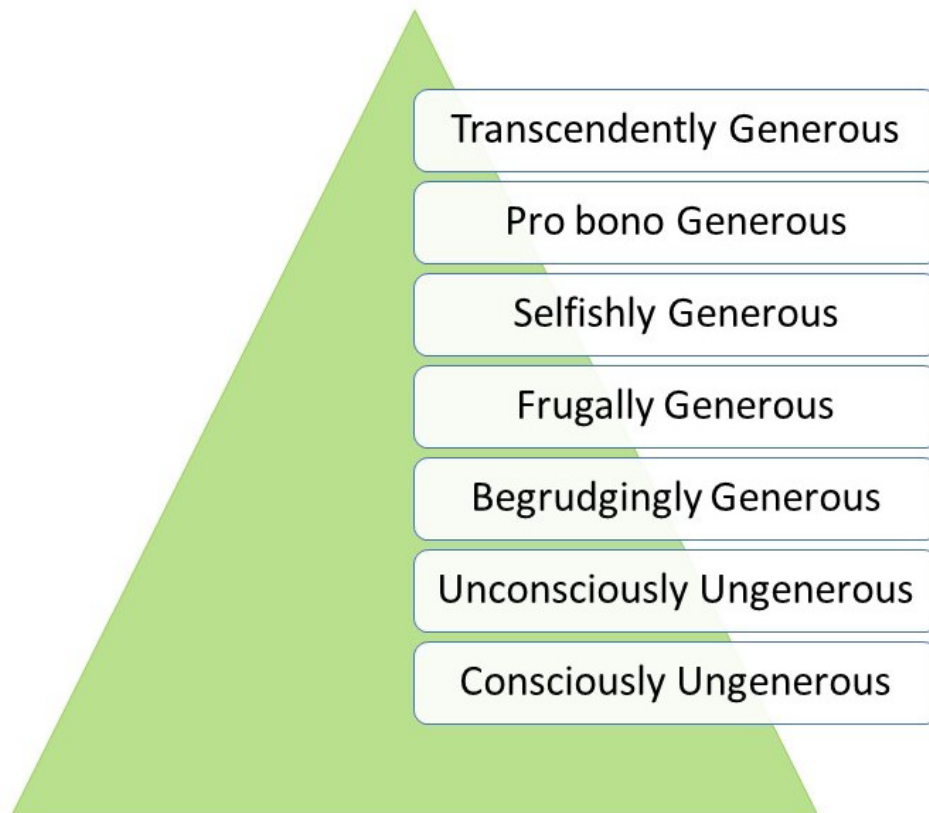 Transcendently Generous
Pro bono Generous
Selfishly Generous
Frugally Generous
Begrudgingly Generous
Unconsciously Ungenerous
Consciously Ungenerous